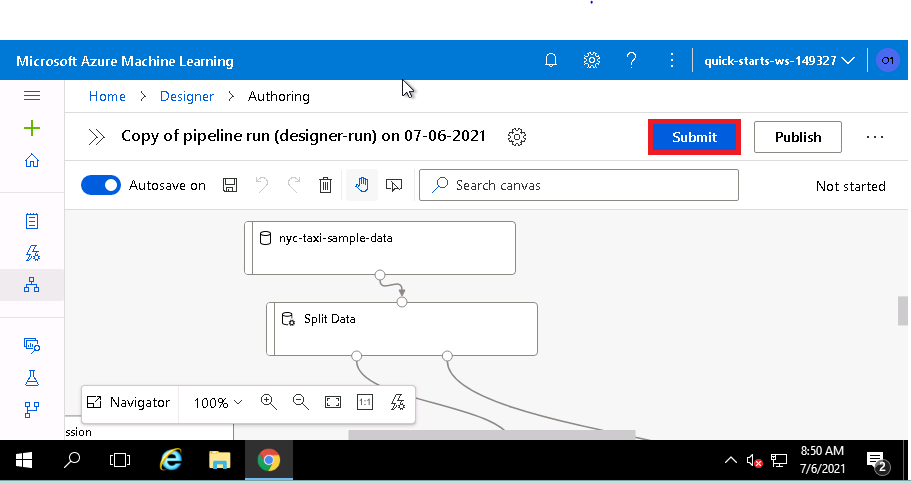 Microsoft Azure Machine Learning
quick-starts-ws-149327
O1
Home > Designer > Authoring
Copy of pipeline run (designer-run) on 07-06-2021
Submit
Publish
Autosave on
Search canvas
Not started
nyc-taxi-sample-data
Split Data
Navigator
100%
1:1
ssion
8:50 AM
7/6/2021
2